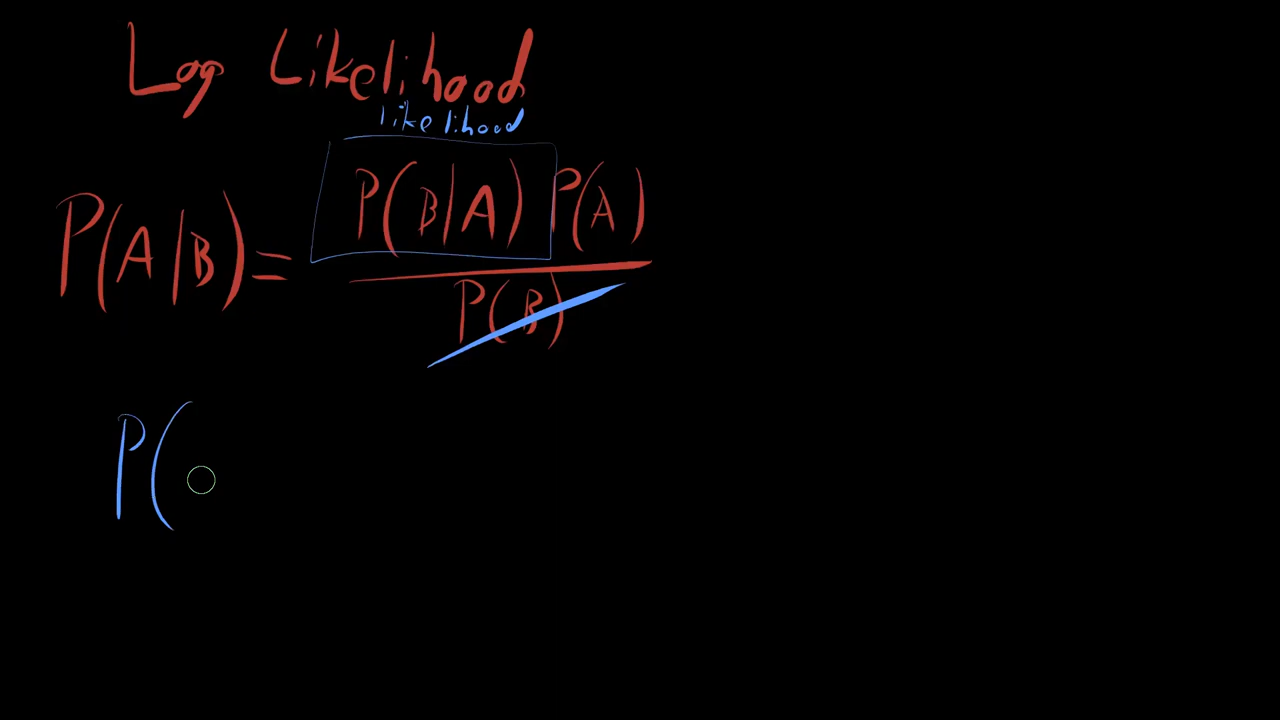 Log Likelihood
likelihood
P(A|B) = P(B|A) P(A)
P(B)
P(